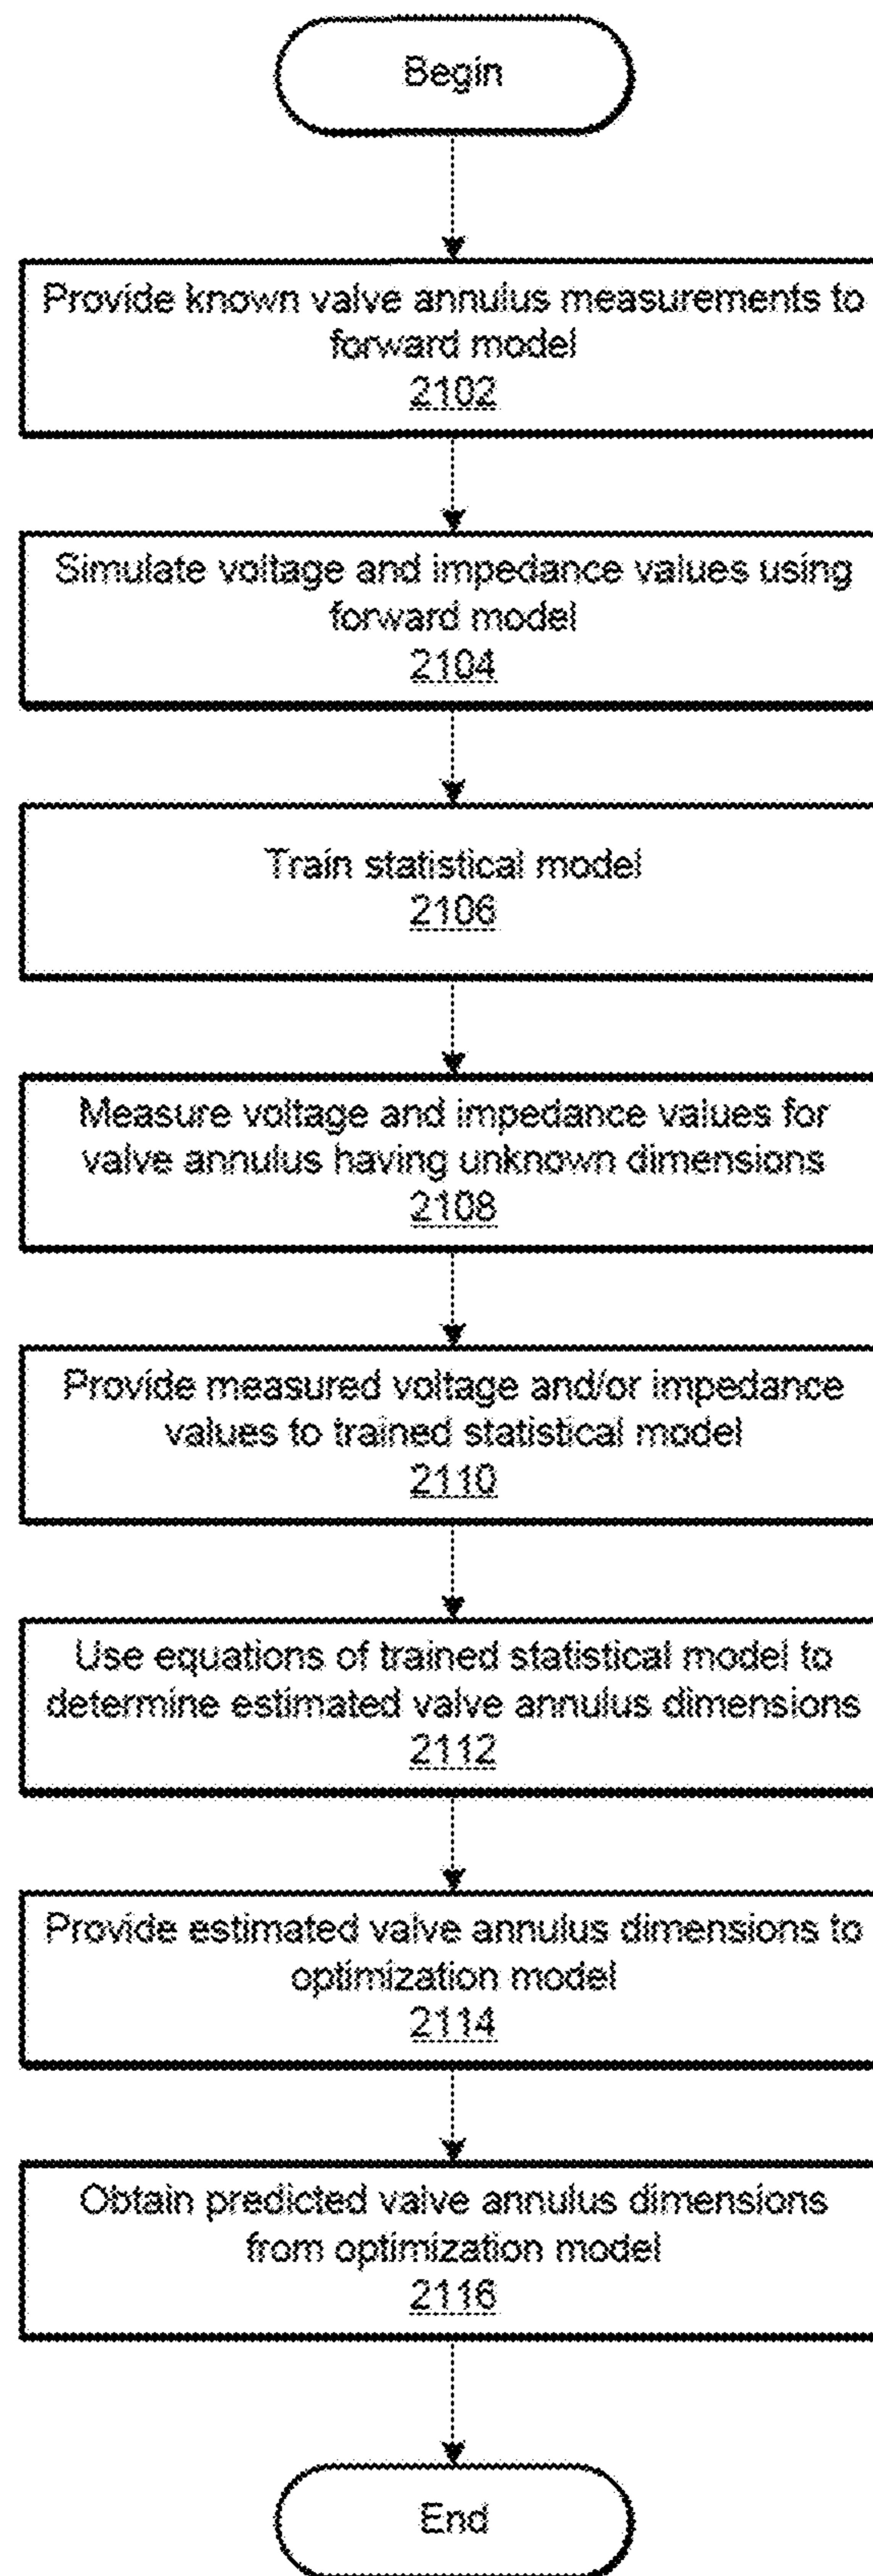 Begin
Provide known valve annulus measurements to
forward model
2102
Simulate voltage and impedance values using
forward model
2104
Train statistical model
2106
Measure voltage and impedance values for
valve annulus having unknown dimensions
2108
Provide measured voltage and/or impedance
values to trained statistical model
2110
Use equations of trained statistical model to
determine estimated valve annulus dimensions
2112
Provide estimated valve annulus dimensions to
optimization model
2114
Obtain predicted valve annulus dimensions
from optimization model
2116
End